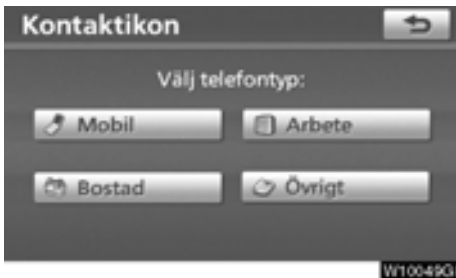 Kontaktikon
Välj telefontyp:
Mobil
Arbete
Bostad
Övrigt
W10049G